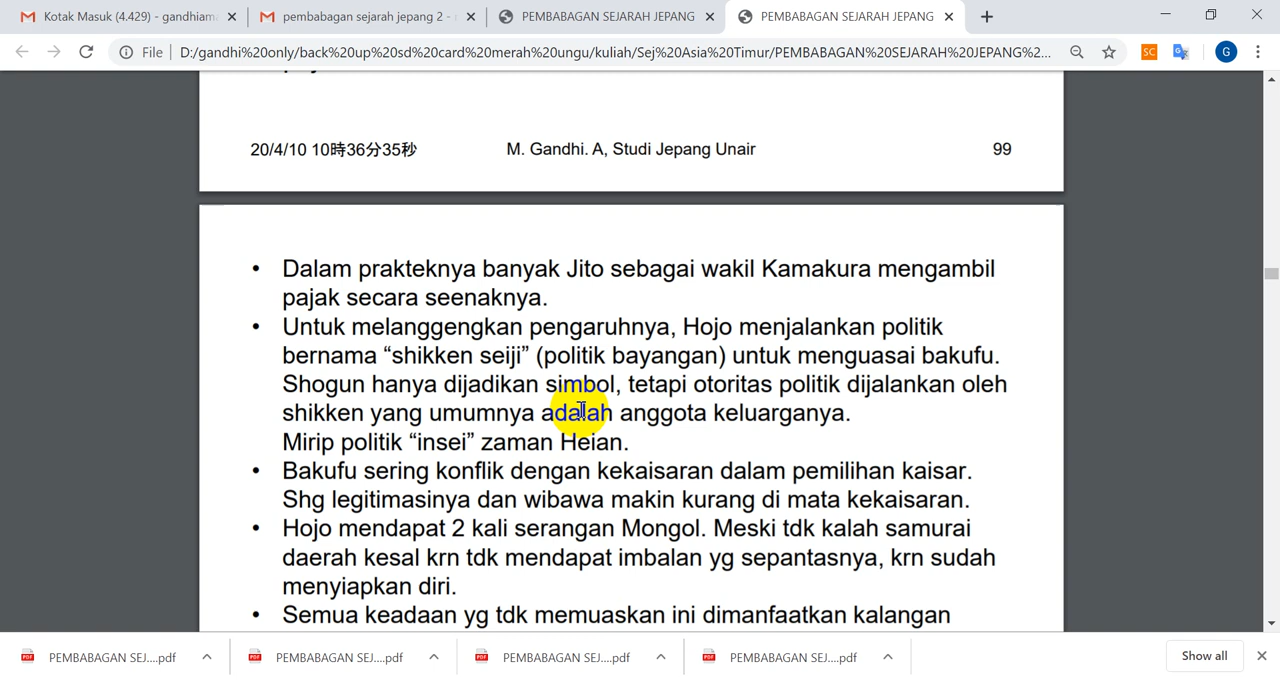 Kotak Masuk (4.429) - gandhiam
pembabagan sejarah jepang 2 -
PEMBABAGAN SEJARAH JEPANG
PEMBABAGAN SEJARAH JEPANG
File
D:/gandhi%20only/back%20up%20sd%20card%20merah%20ungu/kuliah/Sej%20Asia%20Timur/PEMBABAGAN%20SEJARAH%20JEPANG%2...
SC
G
20/4/10 10時36分35秒
M. Gandhi. A, Studi Jepang Unair
99
• Dalam prakteknya banyak Jito sebagai wakil Kamakura mengambil
pajak secara seenaknya.
• Untuk melanggengkan pengaruhnya, Hojo menjalankan politik
bernama “shikken seiji” (politik bayangan) untuk menguasai bakufu.
Shogun hanya dijadikan simbol, tetapi otoritas politik dijalankan oleh
shikken yang umumnya adalah anggota keluarganya.
Mirip politik “insei” zaman Heian.
• Bakufu sering konflik dengan kekaisaran dalam pemilihan kaisar.
Shg legitimasinya dan wibawa makin kurang di mata kekaisaran.
• Hojo mendapat 2 kali serangan Mongol. Meski tdk kalah samurai
daerah kesal krn tdk mendapat imbalan yg sepantasnya, krn sudah
menyiapkan diri.
• Semua keadaan yg tdk memuaskan ini dimanfaatkan kalangan
PEMBABAGAN SEJ....pdf
PEMBABAGAN SEJ....pdf
PEMBABAGAN SEJ....pdf
PEMBABAGAN SEJ....pdf
Show all